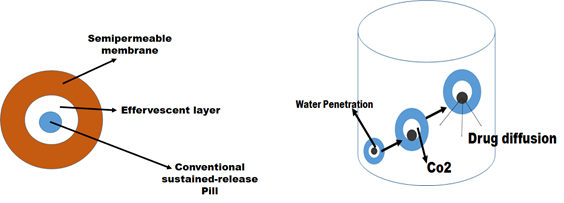 Semipermeable
membrane
Effervescent layer
Conventional
sustained-release
Pill
Water Penetration
Co2
Drug diffusion